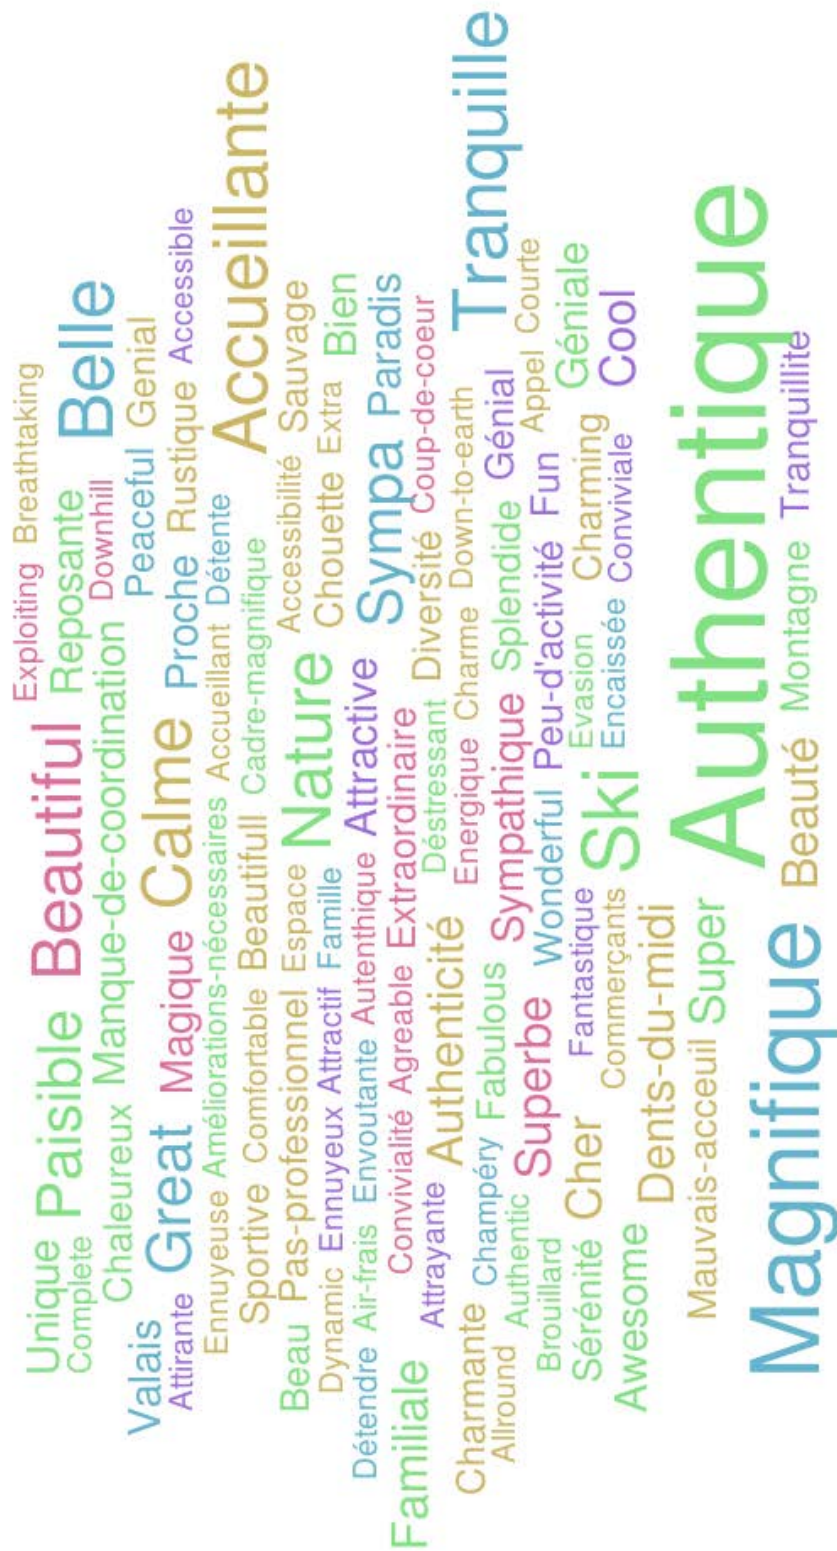 Unique Paisible Beautiful Exploiting Breathtaking
Complete Chaleureux Manque-de-coordination Reposante Downhill Belle
Valais Great Magique Calme Peaceful Genial
Attirante Proche Rustique Accessible
Ennuyeuse Améliorations-nécessaires Accueillant Détente Accueillante
Sportive Comfortable Beautifull Cadre-magnifique
Beau Pas-professionnel Espace Nature Accessibilité Sauvage
Dynamic Ennuyeux Attractif Famille Chouette Extra Bien
Détendre Air-frais Envoutante Autenthique Attractive Sympa Paradis
Familiale Convivialité Agreable Extraordinaire Diversité Coup-de-coeur
Attrayante Authenticité Déstressant
Charmante Champéry Fabulous Energique Charme Down-to-earth Tranquille
Allround Authentic Superbe Sympathique Splendide Génial
Brouillard Wonderful Peu-d'activité Fun Appel Courte
Sérénité Cher Fantastique Ski Evasion Charming Géniale
Awesome Commerçants Encaissée Conviviale Cool
Dents-du-midi
Mauvais-acceuil Super Authentique
Magnifique Beauté Montagne Tranquillite